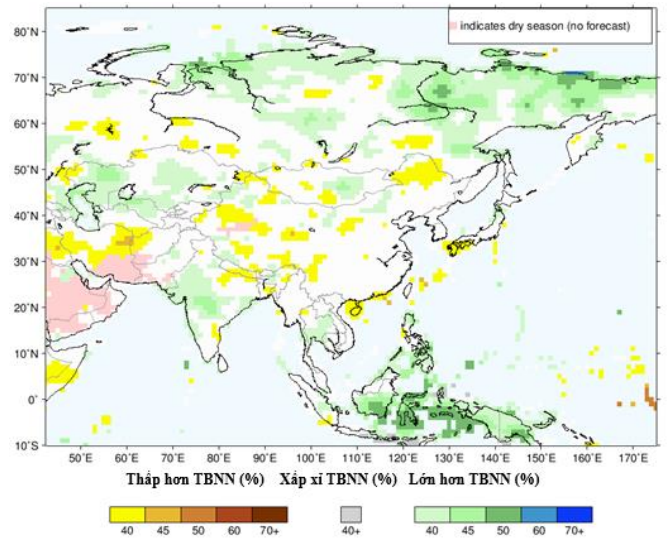 indicates dry season (no forecast)
80°N
70°N
60°N
50°N
40°N
30°N
20°N
10°N
0°
10°S
50°E 60°E 70°E 80°E 90°E 100°E 110°E 120°E 130°E 140°E 150°E 160°E 170°E
Thấp hơn TBNN (%) Xấp xỉ TBNN (%) Lớn hơn TBNN (%)
40 45 50 60 70+ 40+ 40 45 50 60 70+